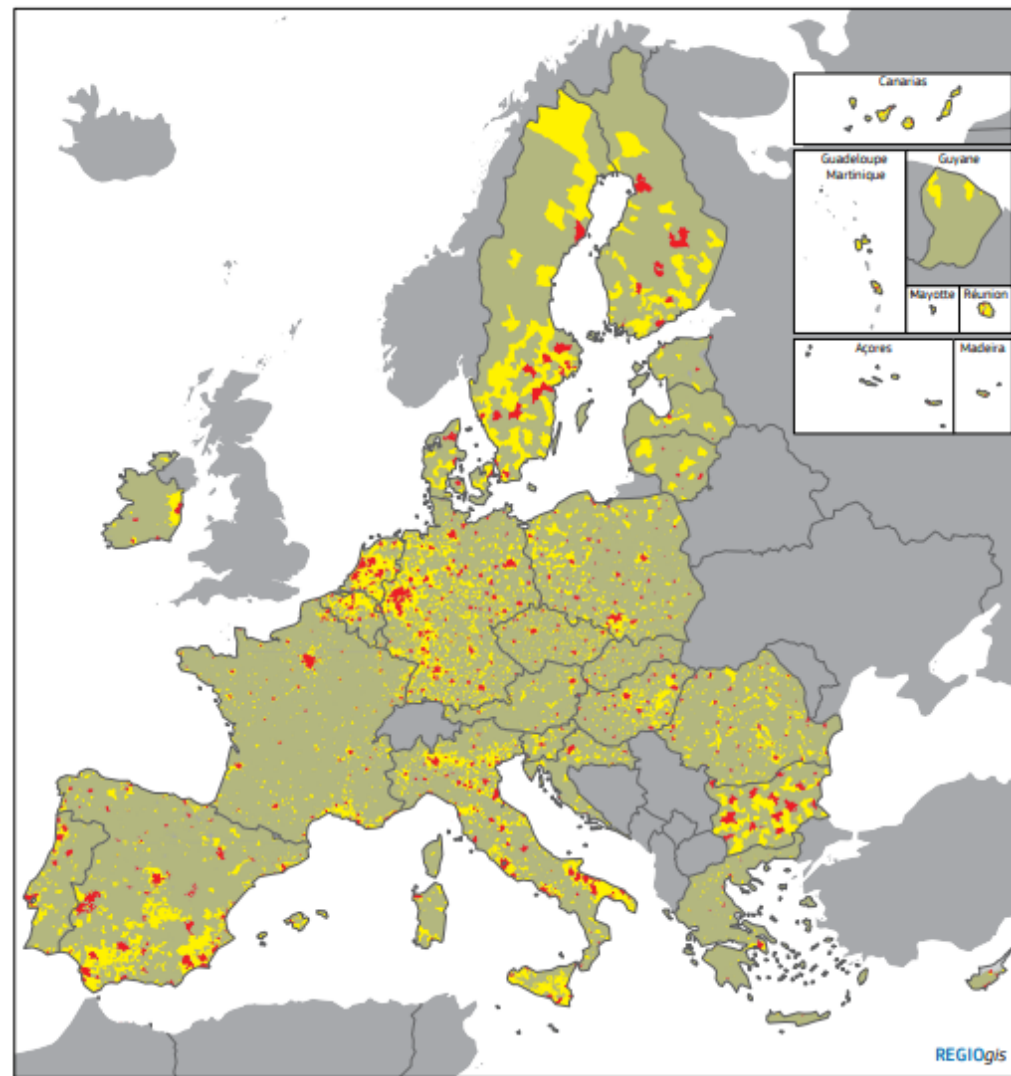 Canarias
Guadeloupe
Martinique
Guyane
Mayotte
Réunion
Açores
Madeira
REGIOgis